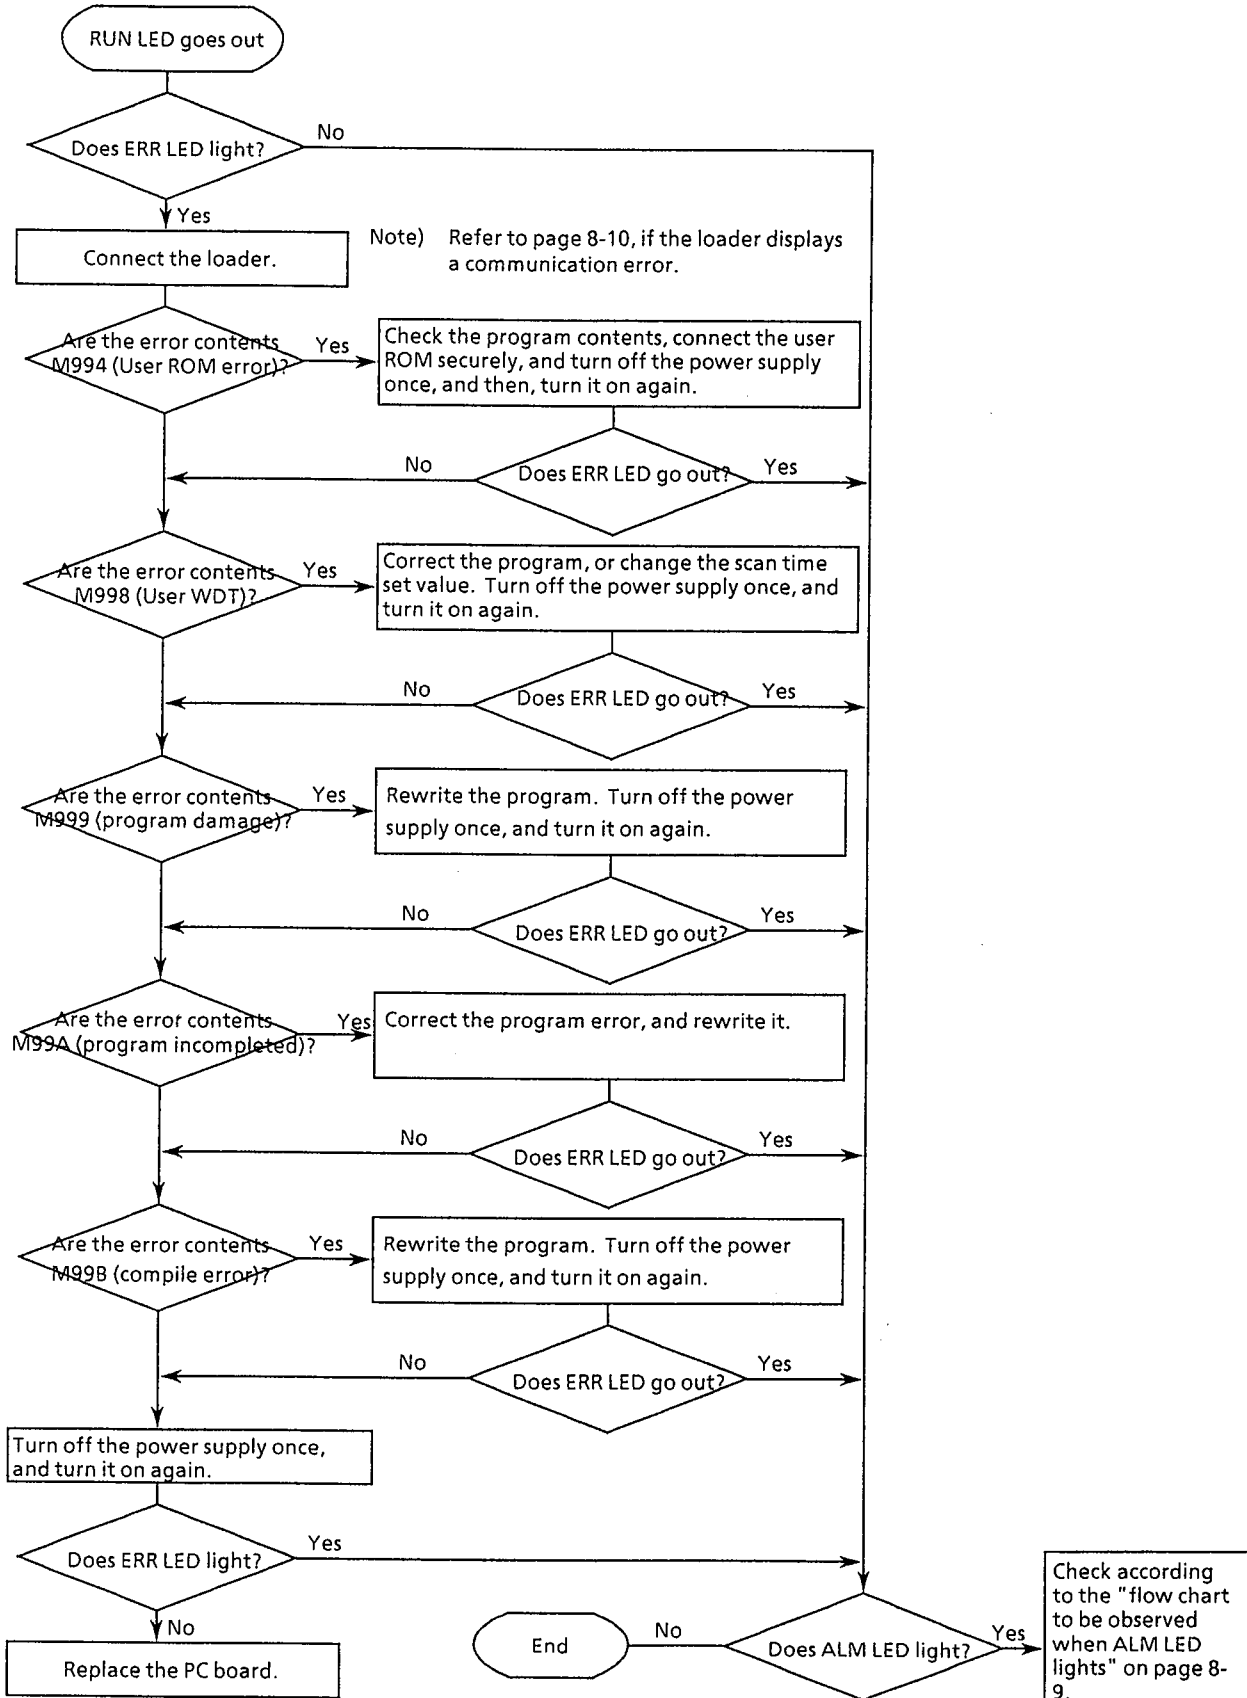 RUN LED goes out
Does ERR LED light?
No
Yes
Connect the loader.
Note) Refer to page 8-10, if the loader displays
a communication error.
Are the error contents
M994 (User ROM error)?
Yes
Check the program contents, connect the user
ROM securely, and turn off the power supply
once, and then, turn it on again.
No
Does ERR LED go out?
Yes
Are the error contents
M998 (User WDT)?
Yes
Correct the program, or change the scan time
set value. Turn off the power supply once, and
turn it on again.
No
Does ERR LED go out?
Yes
Are the error contents
M999 (program damage)?
Yes
Rewrite the program. Turn off the power
supply once, and turn it on again.
No
Does ERR LED go out?
Yes
Are the error contents
M99A (program incompleted)?
Yes
Correct the program error, and rewrite it.
No
Does ERR LED go out?
Yes
Are the error contents
M99B (compile error)?
Yes
Rewrite the program. Turn off the power
supply once, and turn it on again.
No
Does ERR LED go out?
Yes
Turn off the power supply once,
and turn it on again.
Does ERR LED light?
Yes
No
Replace the PC board.
End
No
Does ALM LED light?
Yes
Check according
to the "flow chart
to be observed
when ALM LED
lights" on page 8-
9.